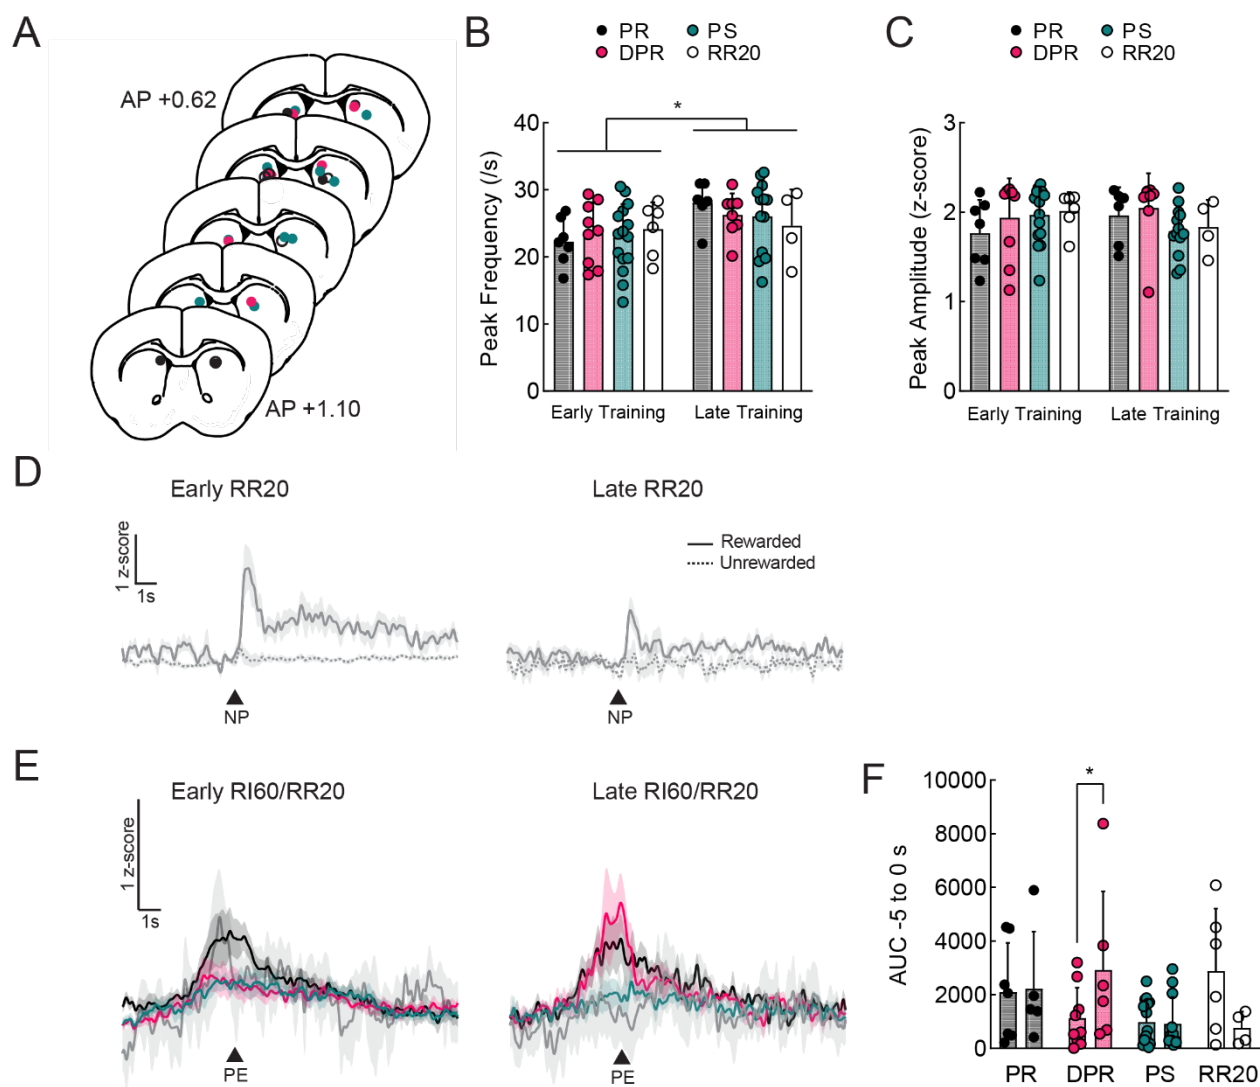 A
AP +0.62
AP +1.10
B
PR
PS
DPR
RR20
*
Peak Frequency (/s)
40
30
20
10
0
Early Training
Late Training
C
PR
PS
DPR
RR20
Peak Amplitude (z-score)
3
2
1
0
Early Training
Late Training
D
Early RR20
Late RR20
1 z-score
1s
Rewarded
Unrewarded
NP
NP
E
Early RI60/RR20
Late RI60/RR20
1 z-score
1s
PE
PE
F
*
AUC -5 to 0 s
10000
8000
6000
4000
2000
0
PR
DPR
PS
RR20